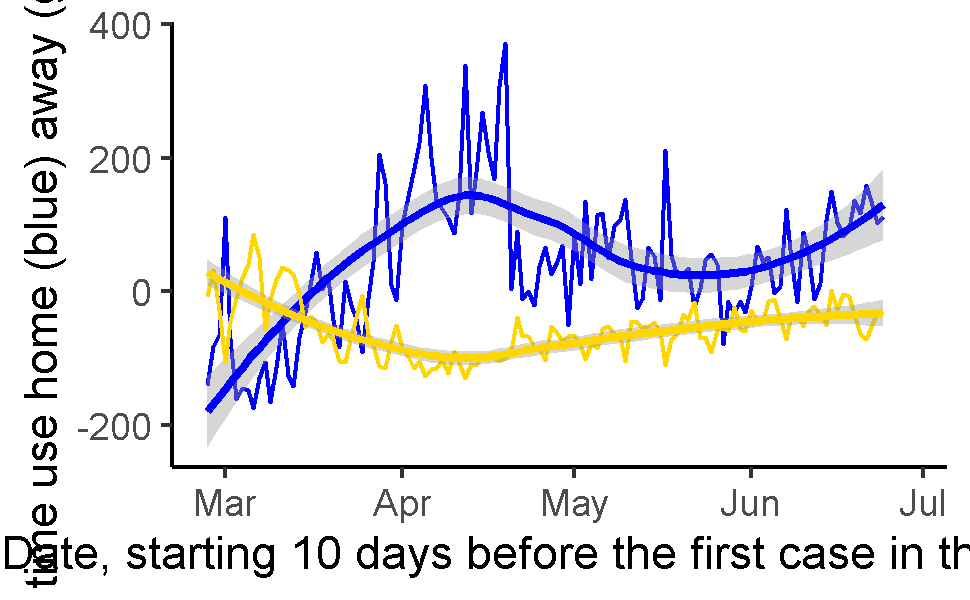 400
200
0
-200
time use home (blue) away (
Mar Apr May Jun Jul
Date, starting 10 days before the first case in th